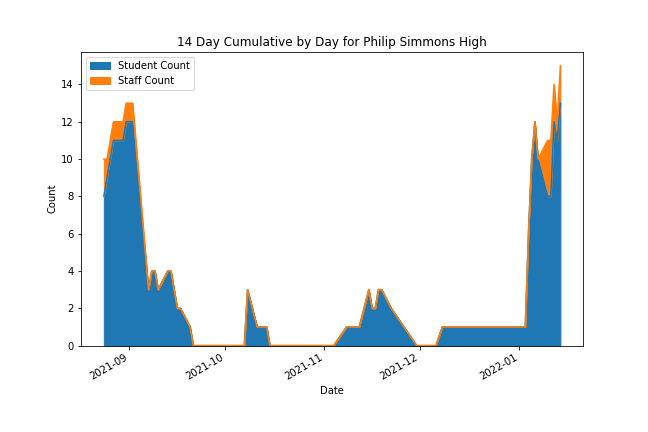 14 Day Cumulative by Day for Philip Simmons High
Student Count
Staff Count
14
12
10
8
6
4
2
0
Count
2021-09
2021-10
2021-11
2021-12
2022-01
Date